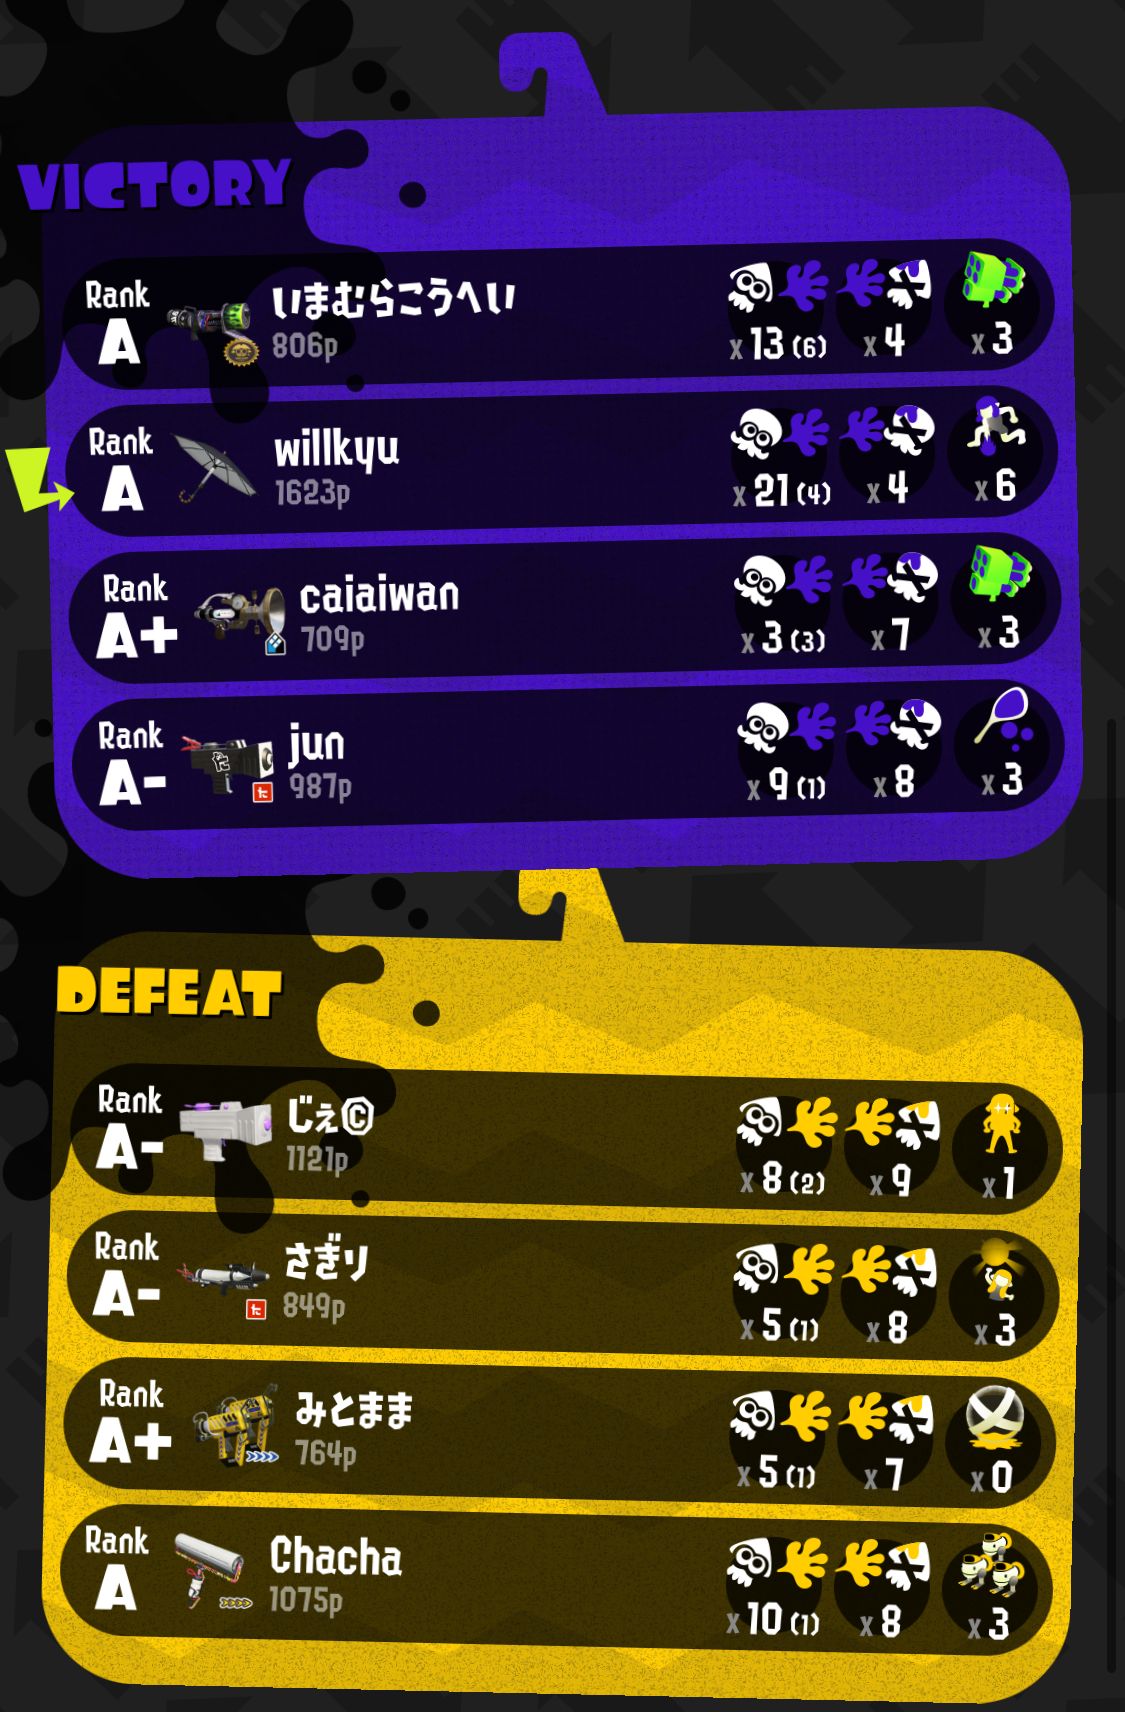 VICTORY
Rank A いまむらこうへい 806p x13(6) x4 x3
Rank A willkyu 1623p x21(4) x4 x6
Rank A+ caiaiwan 709p x3(3) x7 x3
Rank A- jun 987p x9(1) x8 x3
DEFEAT
Rank A- じぇ© 1121p x8(2) x9 x1
Rank A- さぎり 849p x5(1) x8 x3
Rank A+ みとまま 764p x5(1) x7 x0
Rank A Chacha 1075p x10(1) x8 x3